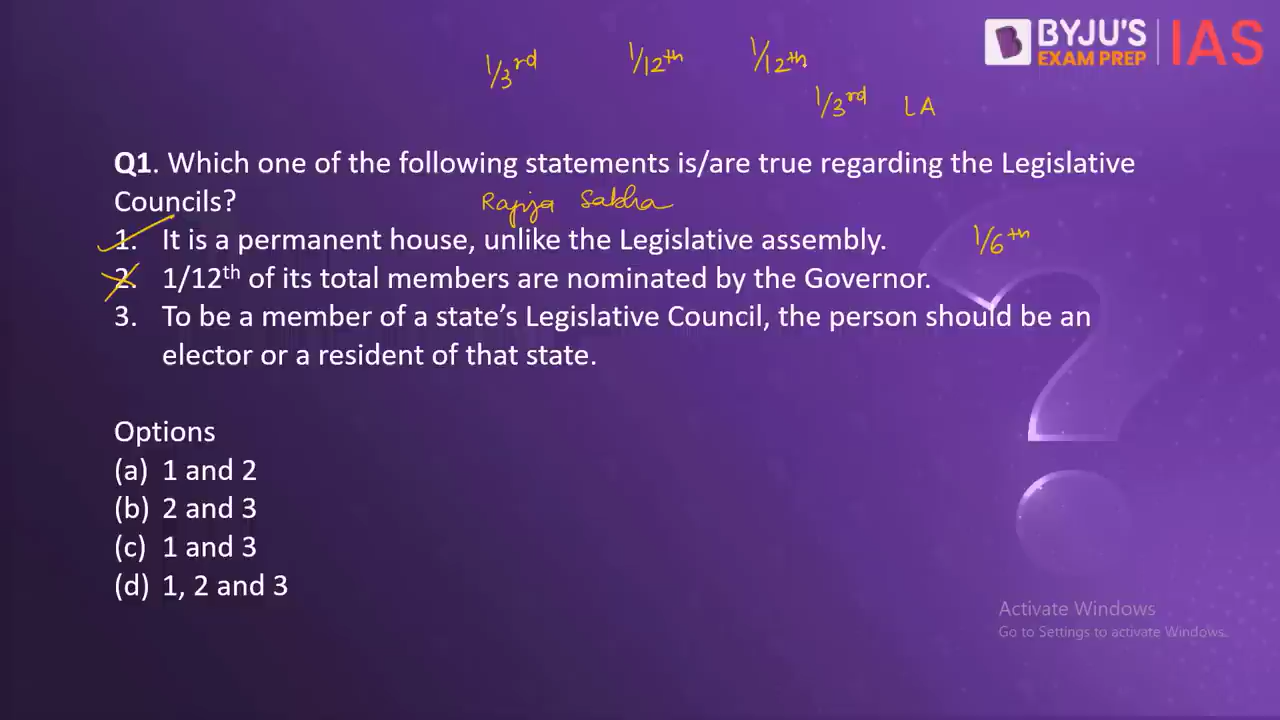 BYJU'S
EXAM PREP
IAS
1/3rd 1/12th 1/12th
1/3rd LA
Q1. Which one of the following statements is/are true regarding the Legislative
Councils?
Rajya Sabha
1. It is a permanent house, unlike the Legislative assembly.
1/6th
2. 1/12th of its total members are nominated by the Governor.
3. To be a member of a state’s Legislative Council, the person should be an
elector or a resident of that state.
Options
(a) 1 and 2
(b) 2 and 3
(c) 1 and 3
(d) 1, 2 and 3
Activate Windows
Go to Settings to activate Windows.